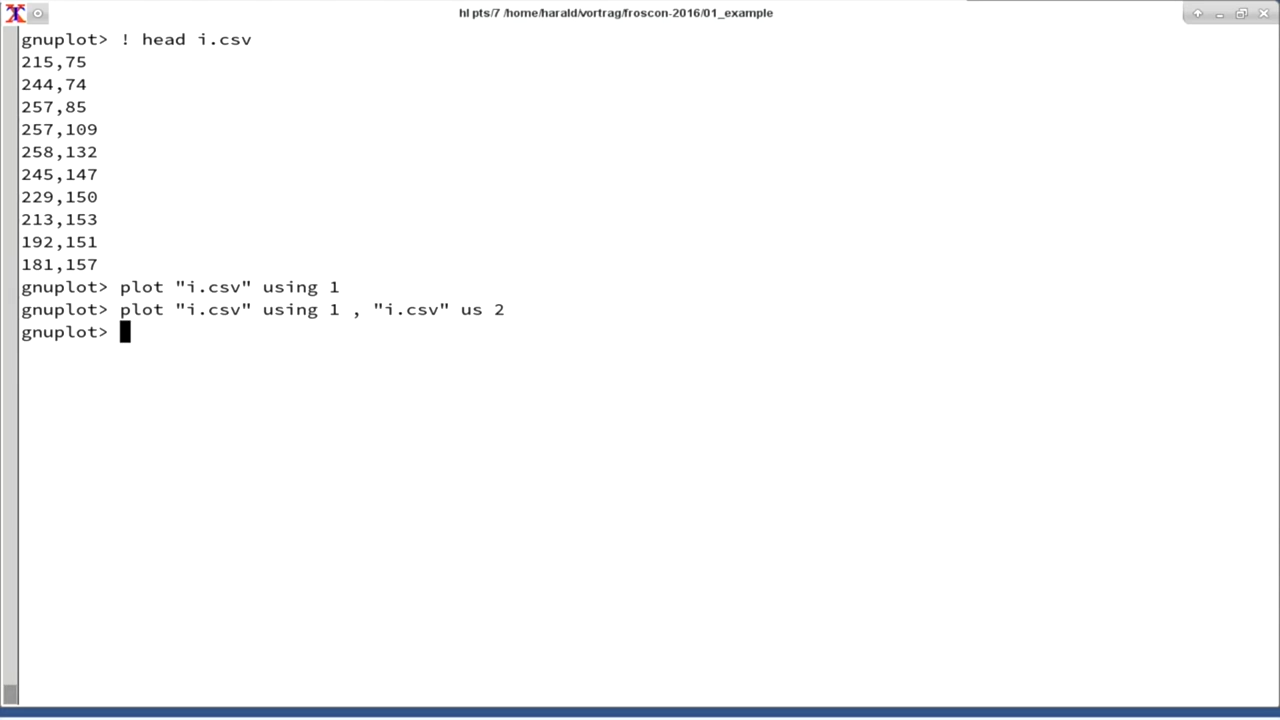 hl pts/7 /home/harald/vortrag/froscon-2016/01_example
gnuplot> ! head i.csv
215,75
244,74
257,85
257,109
258,132
245,147
229,150
213,153
192,151
181,157
gnuplot> plot "i.csv" using 1
gnuplot> plot "i.csv" using 1 , "i.csv" us 2
gnuplot>